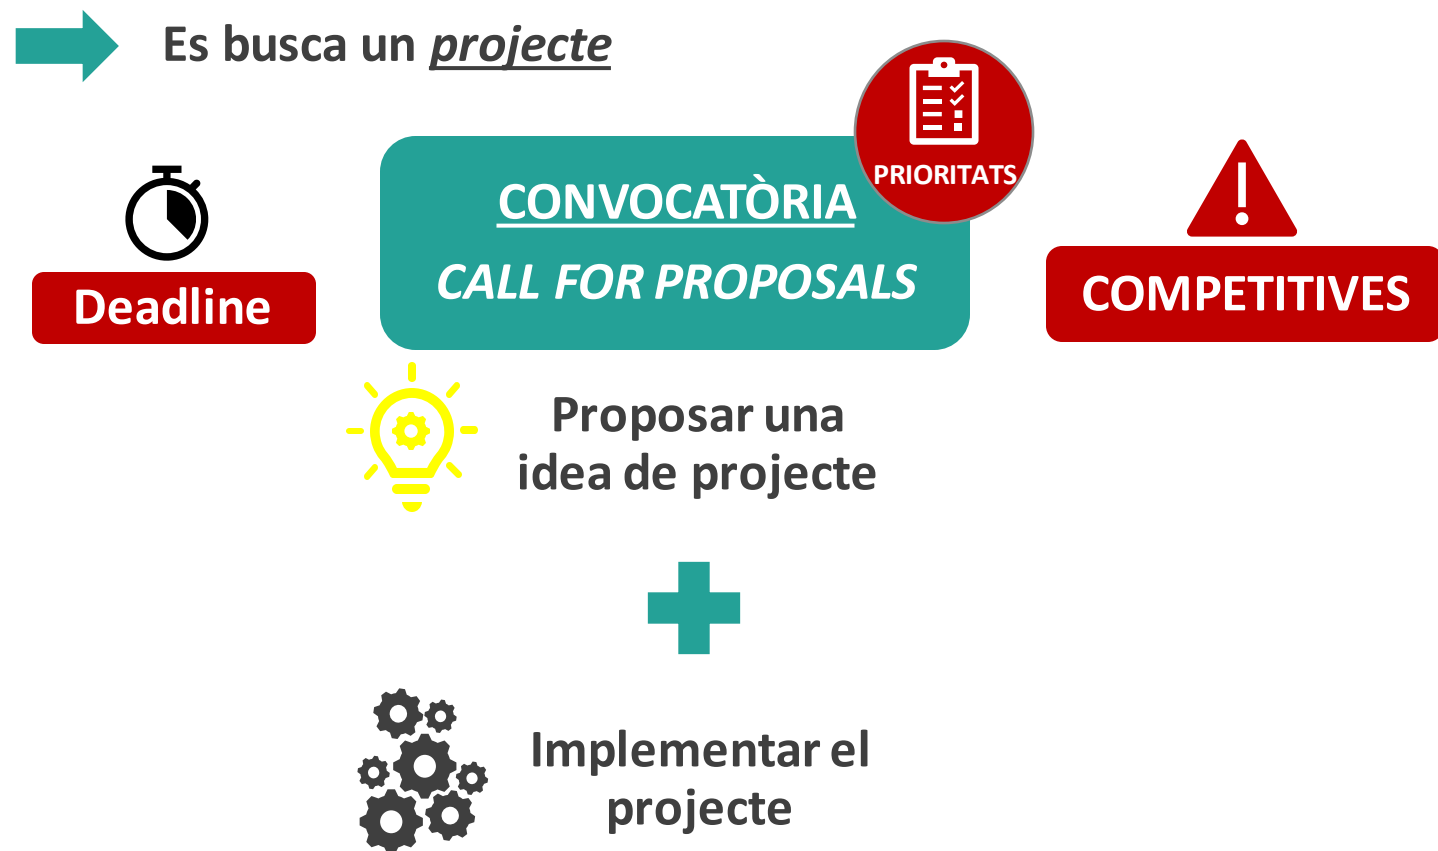 Es busca un projecte
PRIORITATS
CONVOCATÒRIA
CALL FOR PROPOSALS
Deadline
COMPETITIVES
Proposar una
idea de projecte
Implementar el
projecte